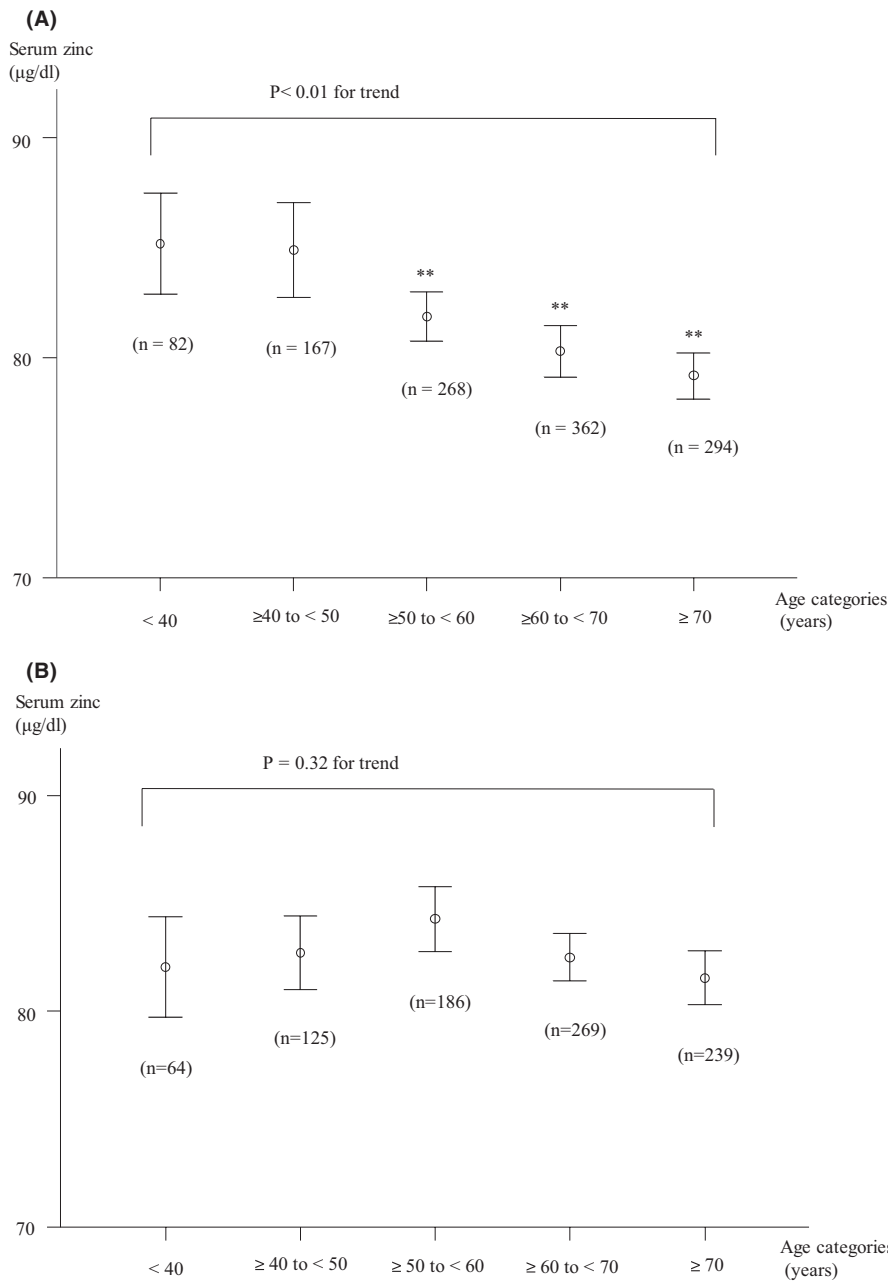 (A)
Serum zinc
(μg/dl)
P< 0.01 for trend
90
**
**
**
(n = 82)
(n = 167)
80
(n = 268)
(n = 362)
(n = 294)
70
< 40
≥40 to < 50
≥50 to < 60
≥60 to < 70
≥ 70
Age categories
(years)
(B)
Serum zinc
(μg/dl)
P = 0.32 for trend
90
80
(n=186)
(n=125)
(n=269)
(n=239)
(n=64)
70
< 40
≥ 40 to < 50
≥ 50 to < 60
≥ 60 to < 70
≥ 70
Age categories
(years)